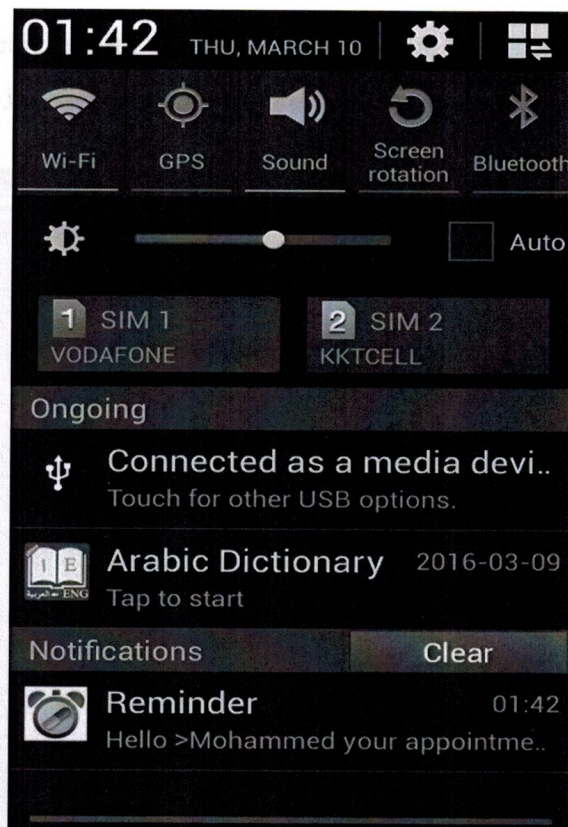 01:42 THU, MARCH 10
Wi-Fi GPS Sound Screen rotation Bluetooth
Auto
1 SIM 1
VODAFONE
2 SIM 2
KKTCELL
Ongoing
Connected as a media devi..
Touch for other USB options.
Arabic Dictionary 2016-03-09
Tap to start
E
ENG
Notifications Clear
Reminder 01:42
Hello >Mohammed your appointme..